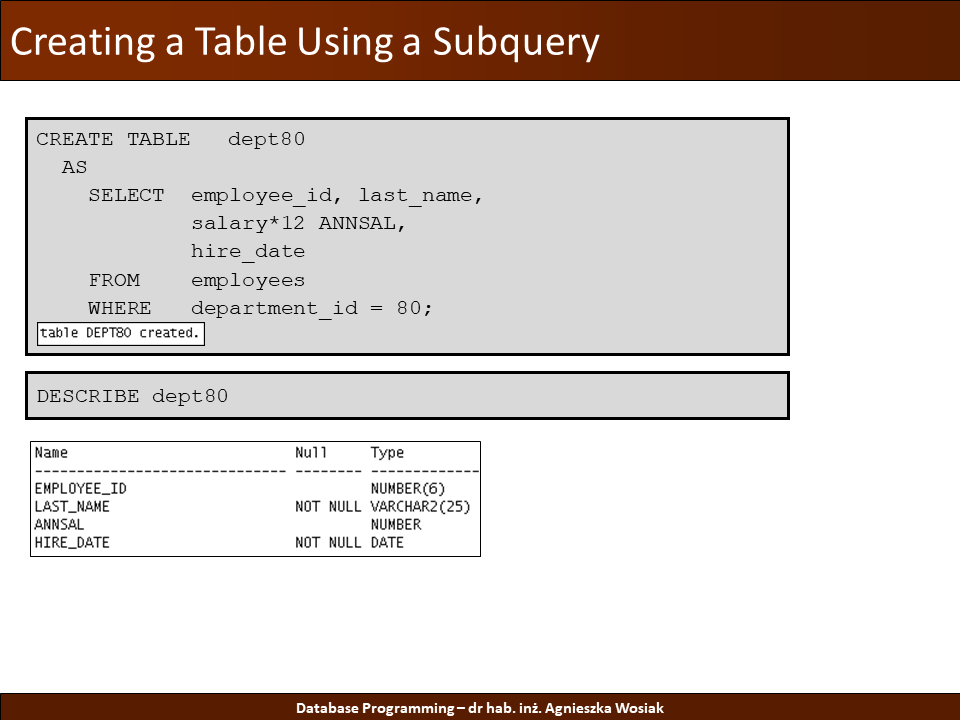 Creating a Table Using a Subquery
CREATE TABLE   dept80
  AS
    SELECT  employee_id, last_name,
            salary*12 ANNSAL,
            hire_date
    FROM    employees
    WHERE   department_id = 80;
table DEPT80 created.
DESCRIBE dept80
Name                           Null     Type
------------------------------ -------- -------------
EMPLOYEE_ID                             NUMBER(6)
LAST_NAME                      NOT NULL VARCHAR2(25)
ANNSAL                                  NUMBER
HIRE_DATE                      NOT NULL DATE
Database Programming – dr hab. inż. Agnieszka Wosiak